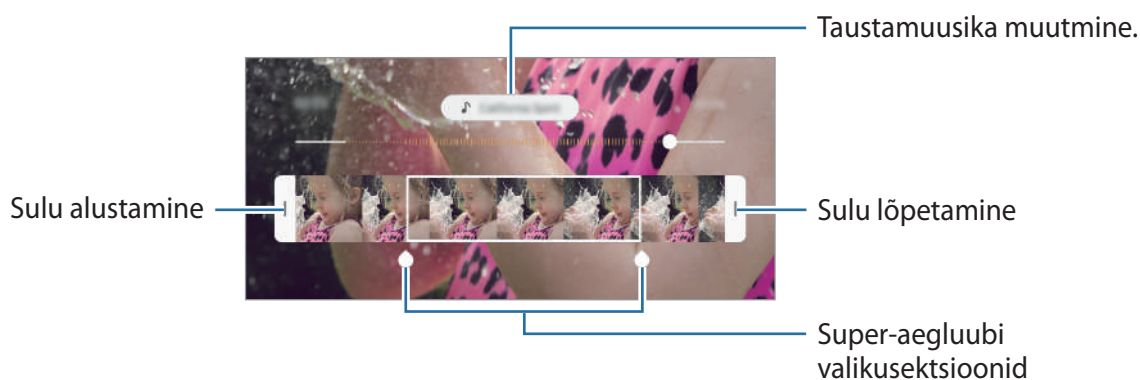 Taustamuusika muutmine.
Sulu alustamine
Sulu lõpetamine
Super-aegluubi
valikusektsioonid